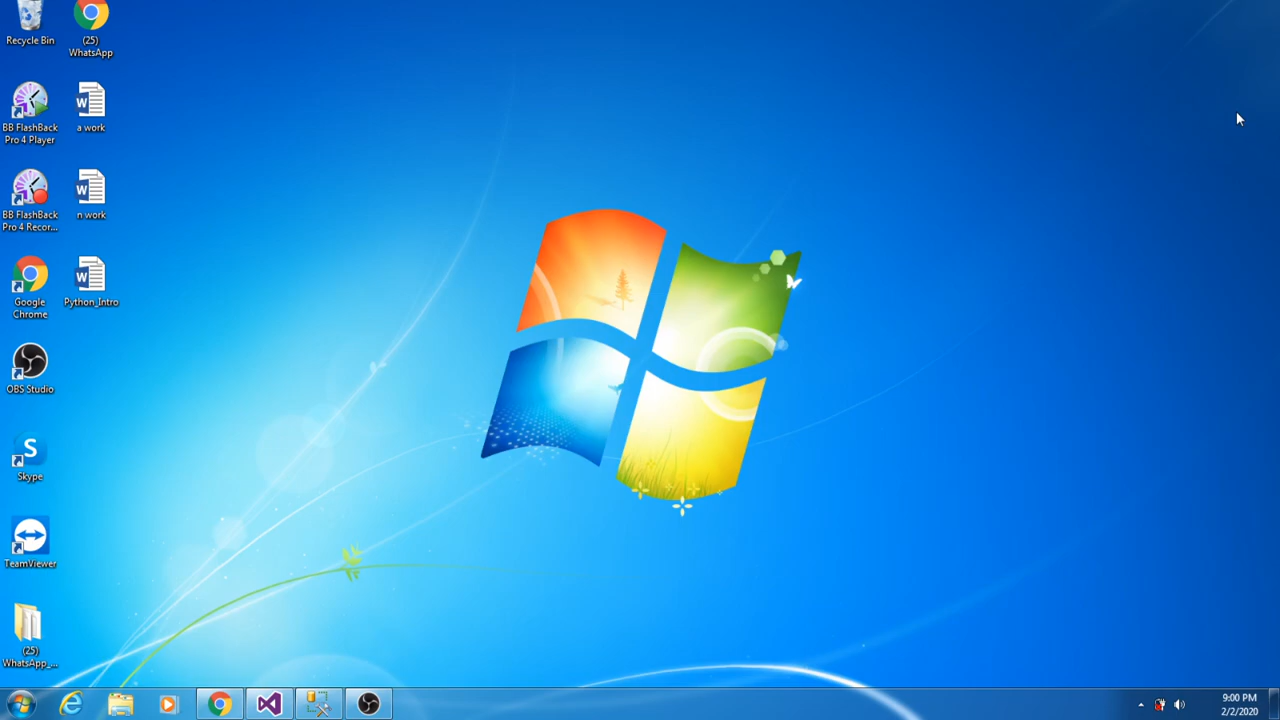 Recycle Bin
(25)
WhatsApp
BB FlashBack
Pro 4 Player
a work
BB FlashBack
Pro 4 Recor...
n work
Google
Chrome
Python_Intro
OBS Studio
S
Skype
TeamViewer
(25)
WhatsApp_...
9:00 PM
2/2/2020